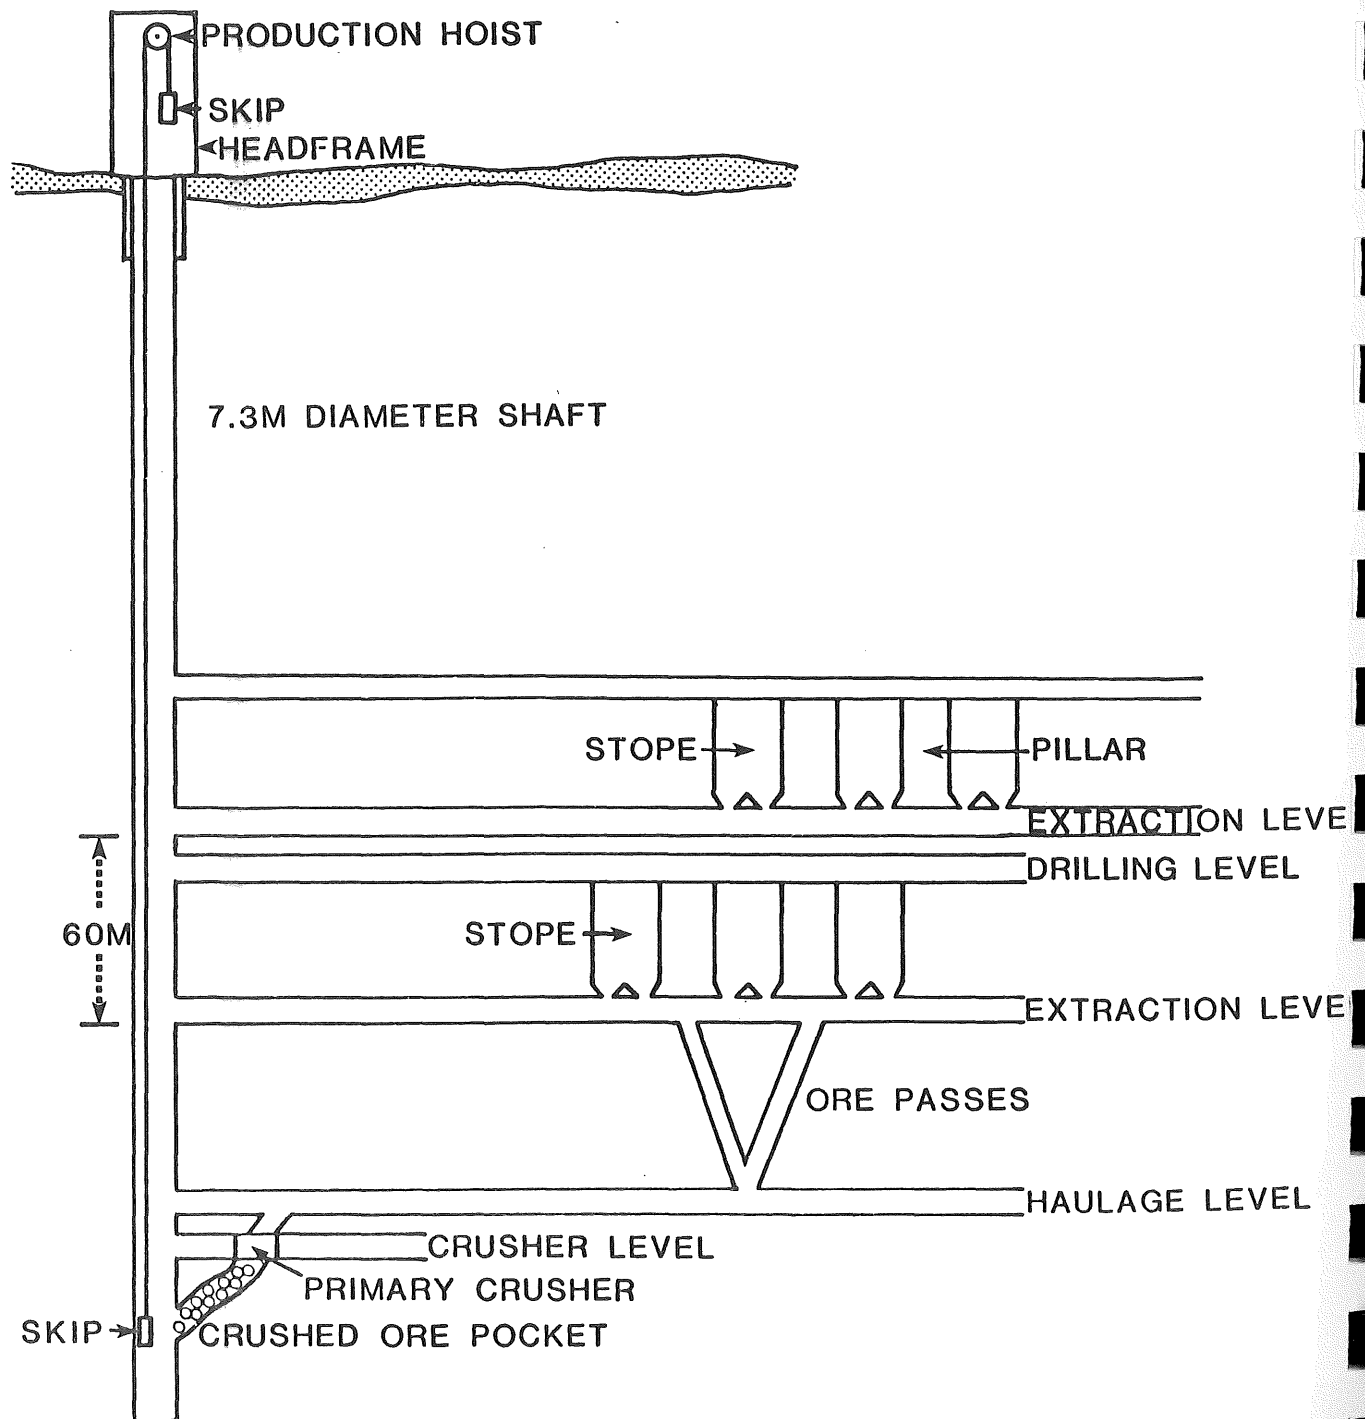 PRODUCTION HOIST
SKIP
HEADFRAME
7.3M DIAMETER SHAFT
STOPE
PILLAR
EXTRACTION LEVE
DRILLING LEVEL
60M
STOPE
EXTRACTION LEVE
ORE PASSES
HAULAGE LEVEL
CRUSHER LEVEL
PRIMARY CRUSHER
SKIP
CRUSHED ORE POCKET